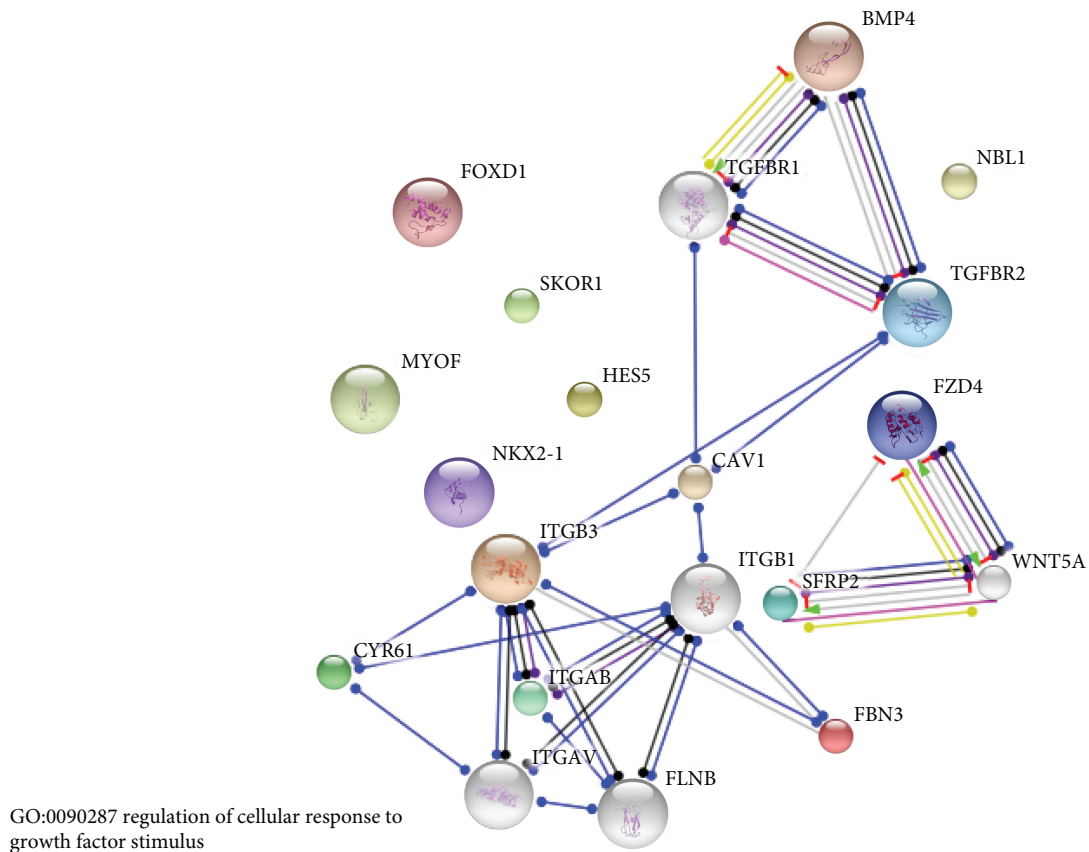 BMP4
TGFBR1
NBL1
FOXD1
SKOR1
TGFBR2
MYOF
HES5
FZD4
NKX2-1
CAV1
ITGB3
ITGB1
SFRP2
WNT5A
CYR61
ITGAB
FBN3
ITGAV
FLNB
GO:0090287 regulation of cellular response to
growth factor stimulus